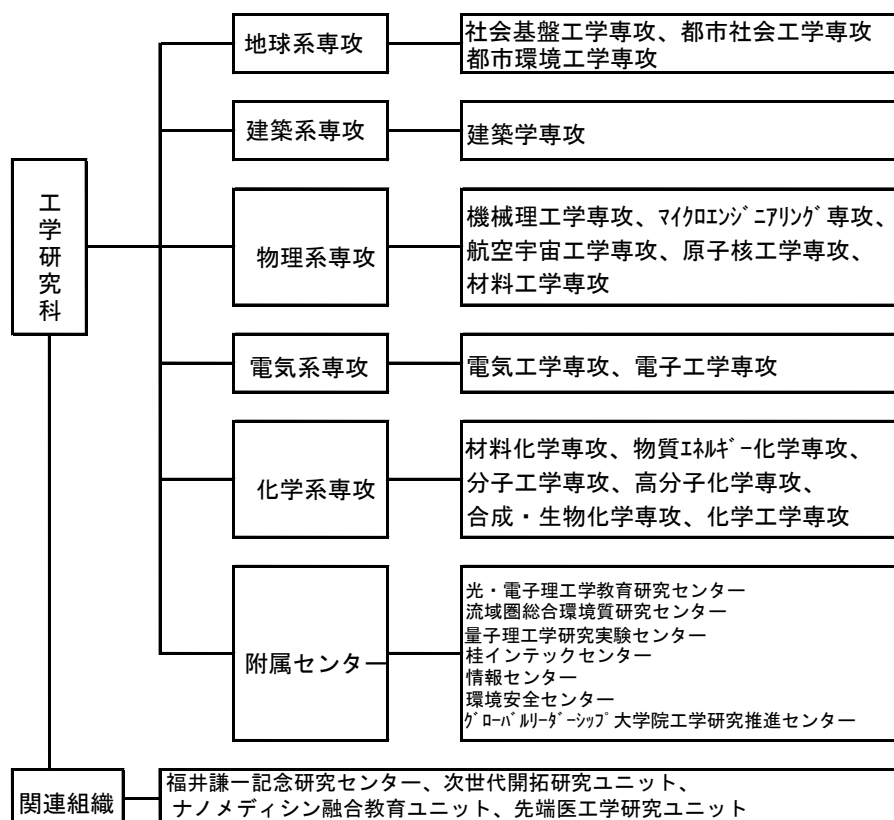 工学研究科
地球系専攻
社会基盤工学専攻、都市社会工学専攻
都市環境工学専攻
建築系専攻
建築学専攻
物理系専攻
機械理工学専攻、ﾏｲｸﾛｴﾝｼﾞﾆｱﾘﾝｸﾞ専攻、
航空宇宙工学専攻、原子核工学専攻、
材料工学専攻
電気系専攻
電気工学専攻、電子工学専攻
化学系専攻
材料化学専攻、物質ｴﾈﾙｷﾞｰ化学専攻、
分子工学専攻、高分子化学専攻、
合成・生物化学専攻、化学工学専攻
附属センター
光・電子理工学教育研究センター
流域圏総合環境質研究センター
量子理工学研究実験センター
桂インテックセンター
情報センター
環境安全センター
ｸﾞﾛｰﾊﾞﾙﾘｰﾀﾞｰｼｯﾌﾟ大学院工学研究推進センター
関連組織
福井謙一記念研究センター、次世代開拓研究ユニット、
ナノメディシン融合教育ユニット、先端医工学研究ユニット